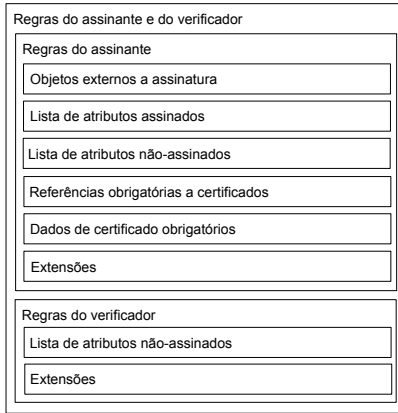 Regras do assinante e do verificador
Regras do assinante
Objetos externos a assinatura
Lista de atributos assinados
Lista de atributos não-assinados
Referências obrigatórias a certificados
Dados de certificado obrigatórios
Extensões
Regras do verificador
Lista de atributos não-assinados
Extensões